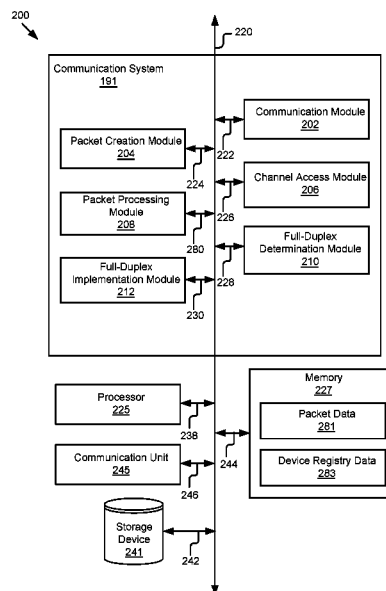 200
220
Communication System
191
Communication Module
202
Packet Creation Module
204
222
224
Channel Access Module
206
Packet Processing
Module
208
226
280
Full-Duplex
Determination Module
210
Full-Duplex
Implementation Module
212
228
230
Memory
227
Packet Data
281
Device Registry Data
283
Processor
225
238
244
Communication Unit
245
246
Storage
Device
241
242